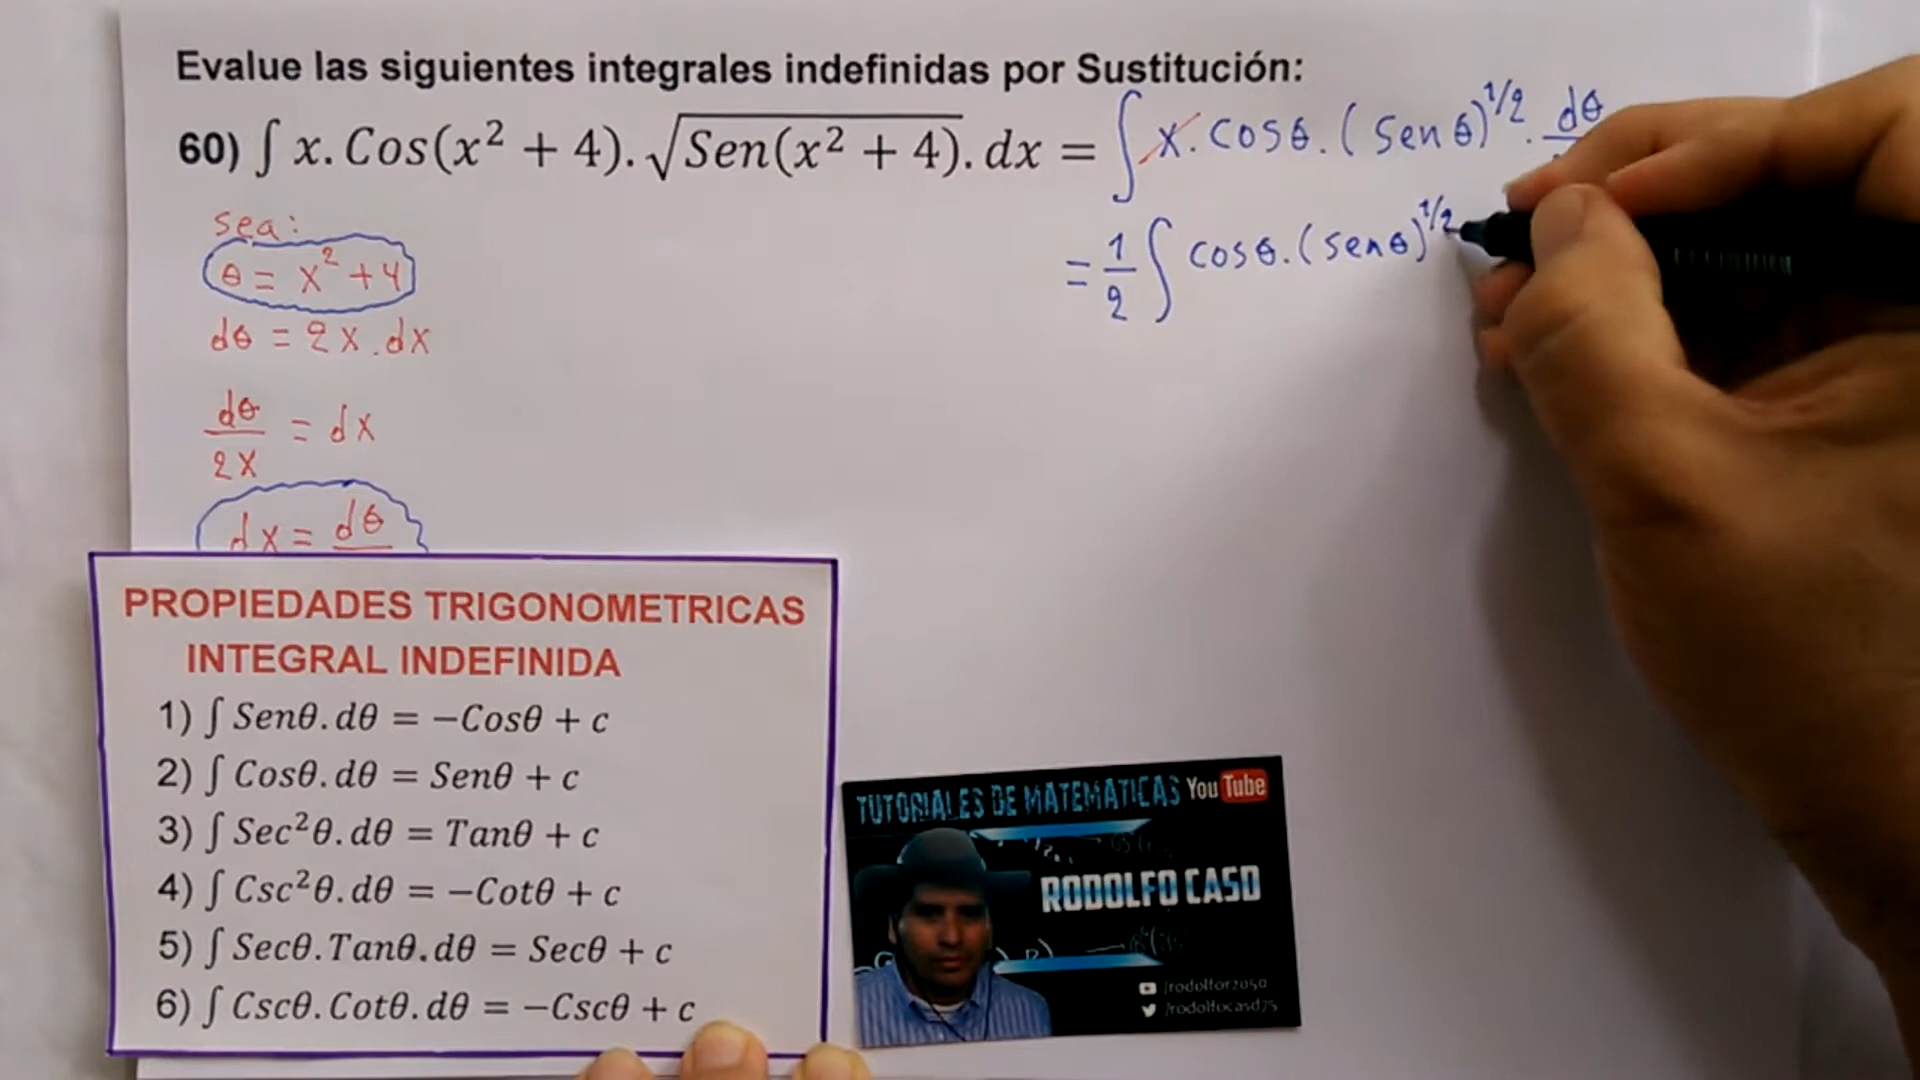 Evalue las siguientes integrales indefinidas por Sustitución:
60) ∫ x. Cos(x² + 4). √Sen(x² + 4). dx = ∫ x. cosθ. (senθ)^1/2 . dθ
= 1/2 ∫ cosθ. (senθ)^1/2
sea:
θ = x² + 4
dθ = 2x.dx
dθ/2x = dx
dx = dθ
PROPIEDADES TRIGONOMETRICAS
INTEGRAL INDEFINIDA
1) ∫ Senθ. dθ = −Cosθ + c
2) ∫ Cosθ. dθ = Senθ + c
3) ∫ Sec²θ. dθ = Tanθ + c
4) ∫ Csc²θ. dθ = −Cotθ + c
5) ∫ Secθ. Tanθ. dθ = Secθ + c
6) ∫ Cscθ. Cotθ. dθ = −Cscθ + c
TUTORIALES DE MATEMATICAS YouTube
RODOLFO CASD
/rodolfor2050
/rodolfocasd75